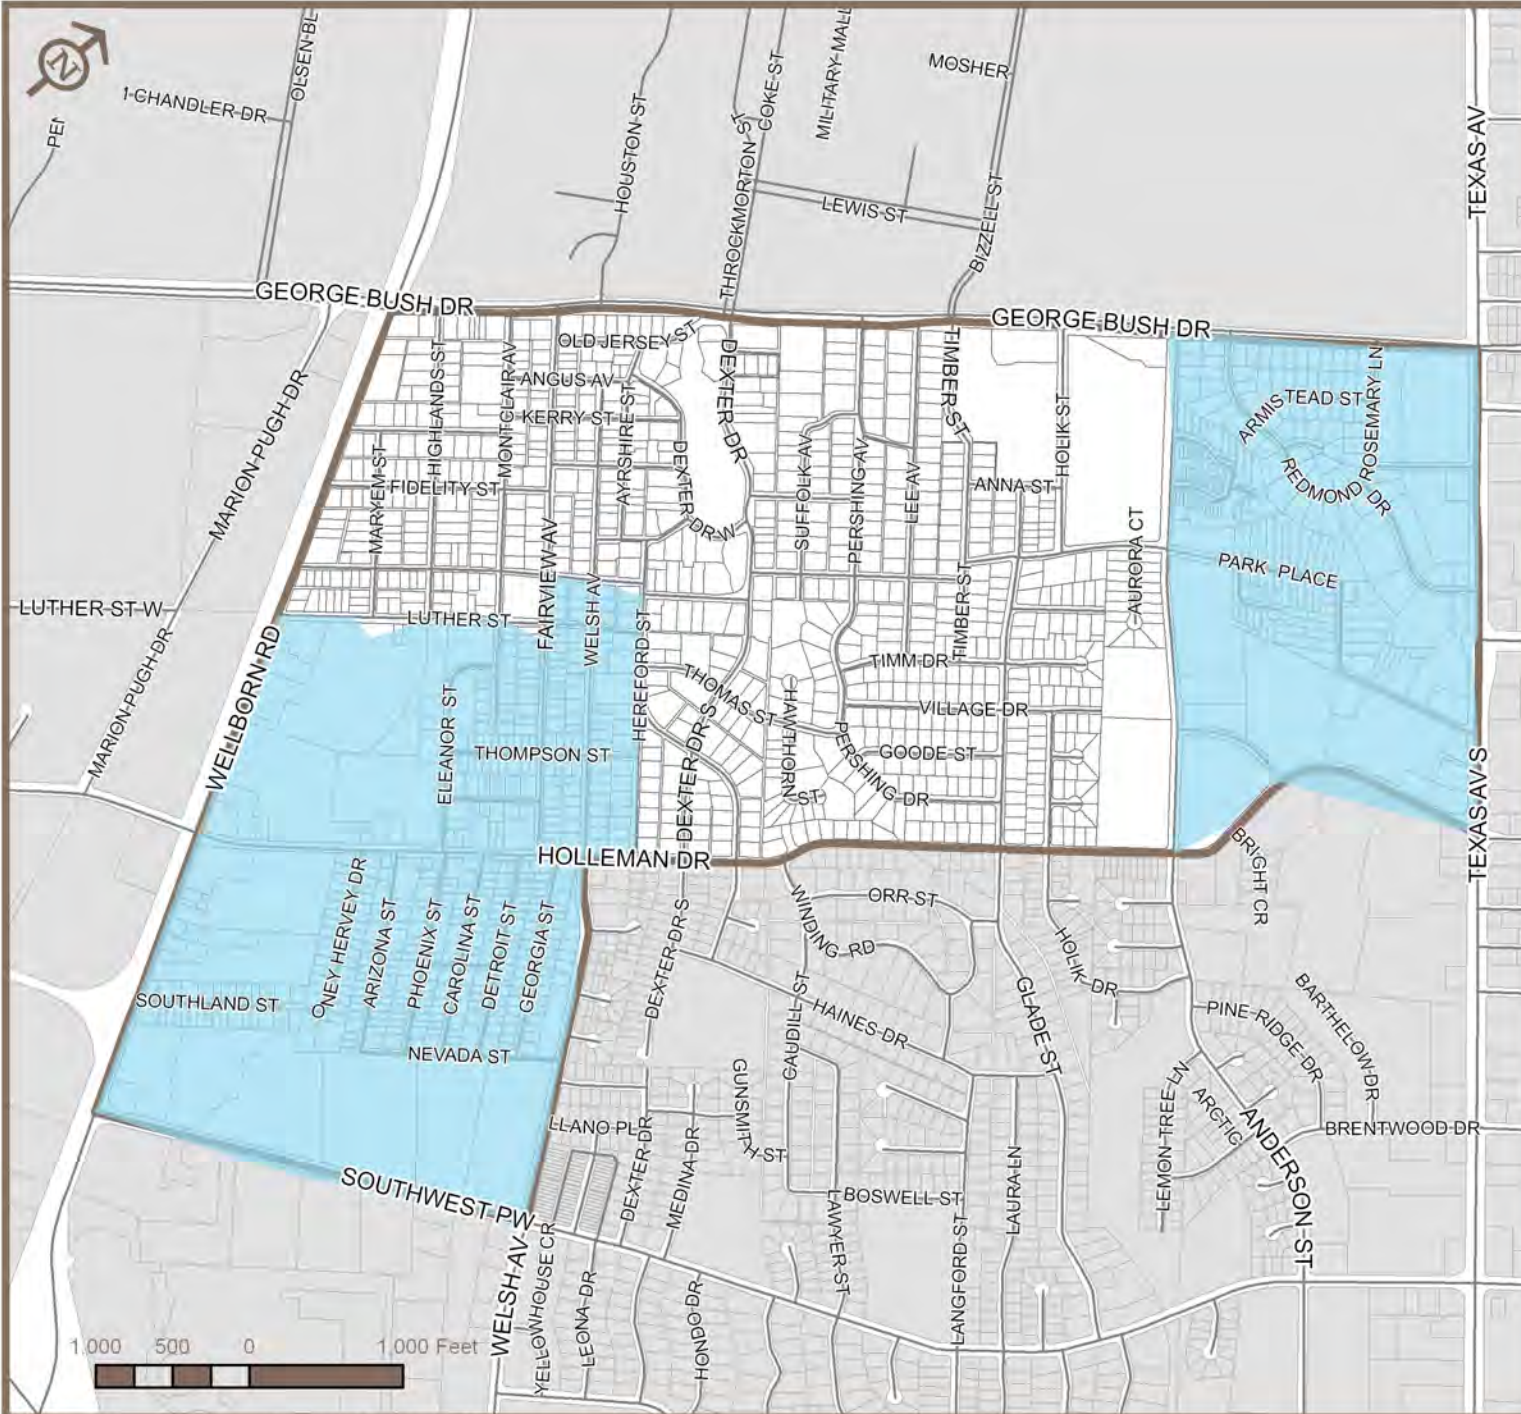 N
PEN
1 CHANDLER DR
OLSEN BL
HOUSTON ST
THROCKMORTON ST
COKE ST
MILITARY MALL
MOSHER
LEWIS ST
BIZZELL ST
TEXAS AV
GEORGE BUSH DR
GEORGE BUSH DR
OLD JERSEY ST
MARION PUGH DR
HIGHLANDS ST
MONTCLAIR AV
ANGUS AV
KERRY ST
AYRSHIRE ST
DEXTER DR
DEXTER DR W
SUFFOLK AV
PERSHING AV
LEE AV
TIMBER ST
HOLIK ST
ANNA ST
ARMISTEAD ST
ROSEMARY LN
REDMOND DR
MARYEM ST
FIDELITY ST
FAIRVIEW AV
AURORA CT
PARK PLACE
LUTHER ST W
LUTHER ST
WELSH AV
HEREFORD ST
TIMBER ST
MARION PUGH DR
WELLBORN RD
ELEANOR ST
THOMPSON ST
THOMAS ST
DEXTER DR S
HAWTHORN ST
TIMM DR
VILLAGE DR
PERSHING DR
GOODE ST
TEXAS AV S
HOLLEMAN DR
BRIGHT CR
ONEY HERVEY DR
ARIZONA ST
PHOENIX ST
CAROLINA ST
DETROIT ST
GEORGIA ST
DEXTER DR S
WINDING RD
ORR ST
HOLIK DR
SOUTHLAND ST
NEVADA ST
CAUDILL ST
HAINES DR
GLADE ST
PINE RIDGE DR
BARTHELOW DR
LLANO PL
DEXTER DR
MEDINA DR
GUNSMITH ST
LAURA LN
LEMON TREE LN
ARCTIC
ANDERSON ST
BRENTWOOD DR
SOUTHWEST PW
BOSWELL ST
LAWYER ST
LANGFORD ST
WELSH AV
YELLOWHOUSE CR
LEONA DR
HONDO DR
1,000 500 0 1,000 Feet